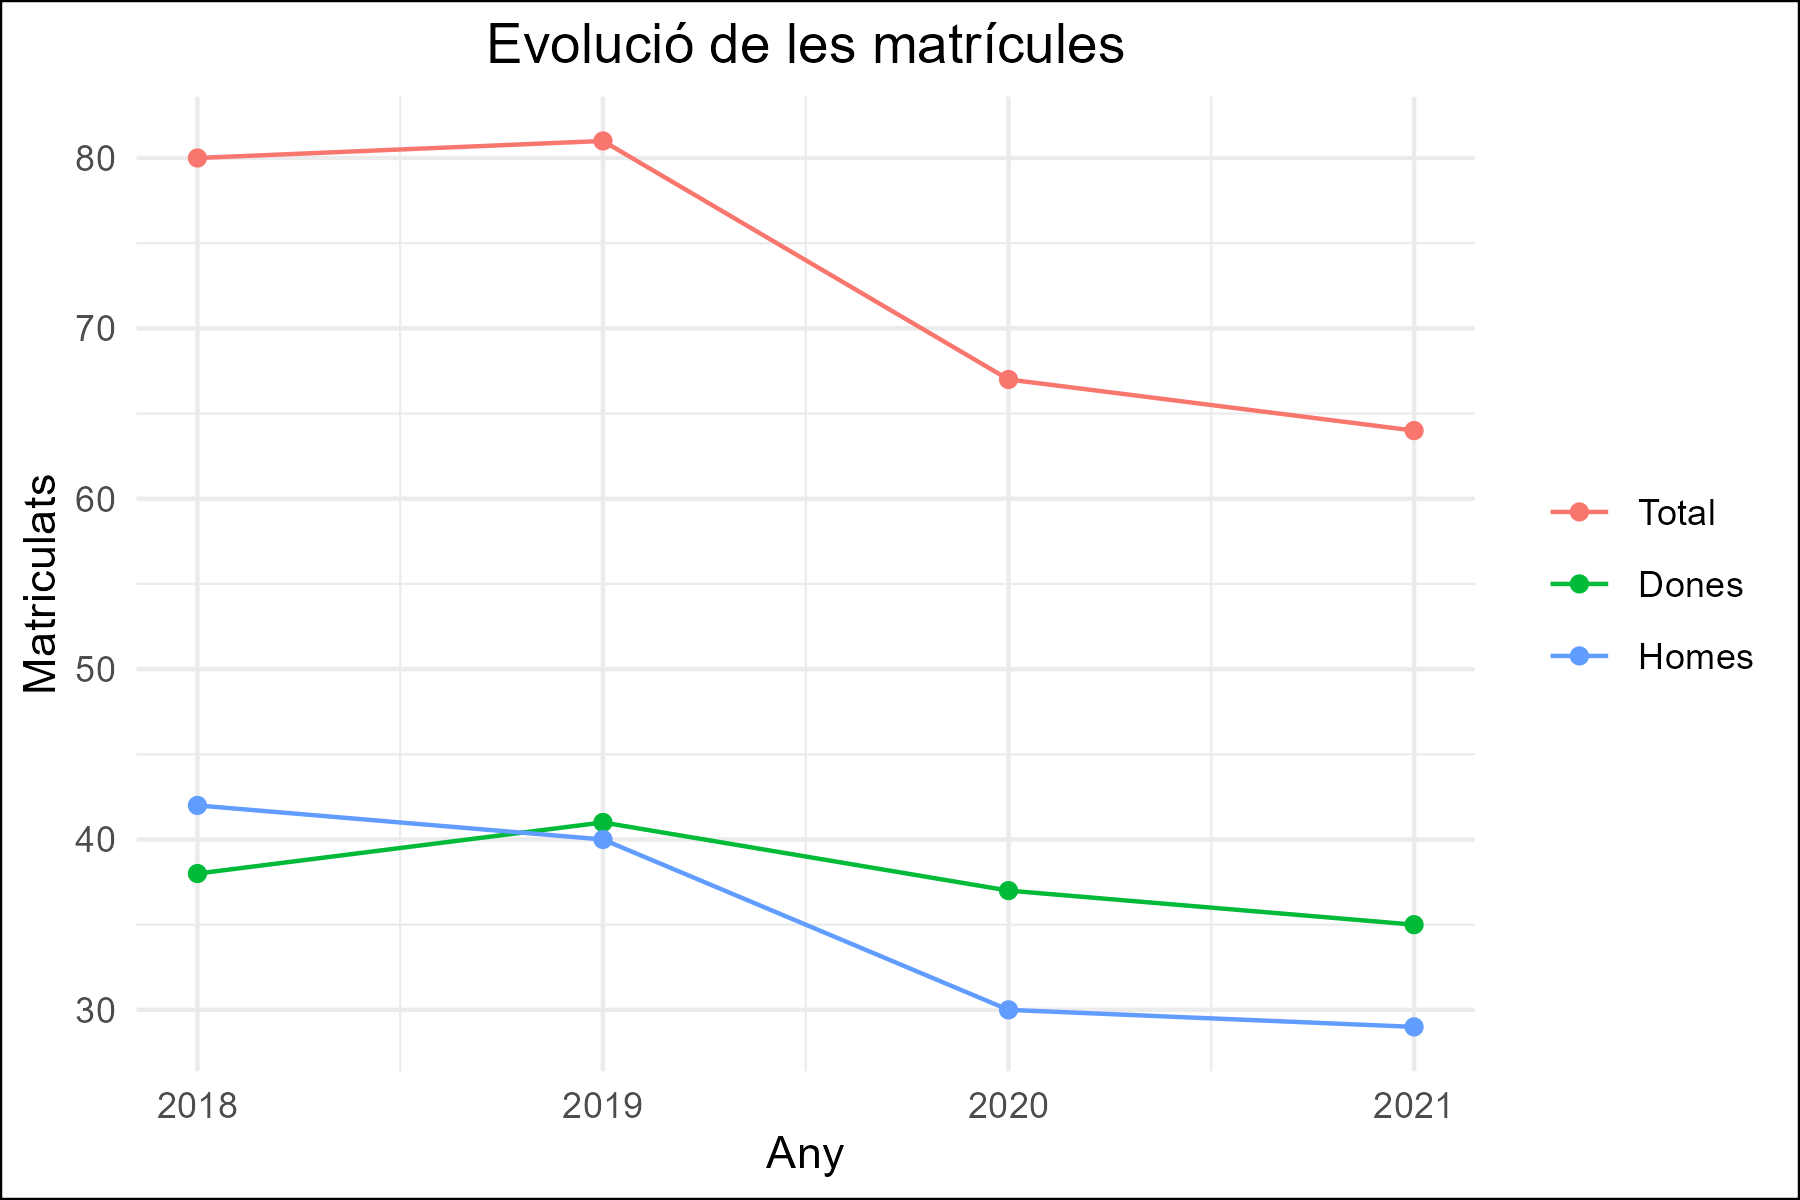 Evolució de les matrícules
Matriculats
80
70
60
50
40
30
2018
2019
2020
2021
Any
Total
Dones
Homes